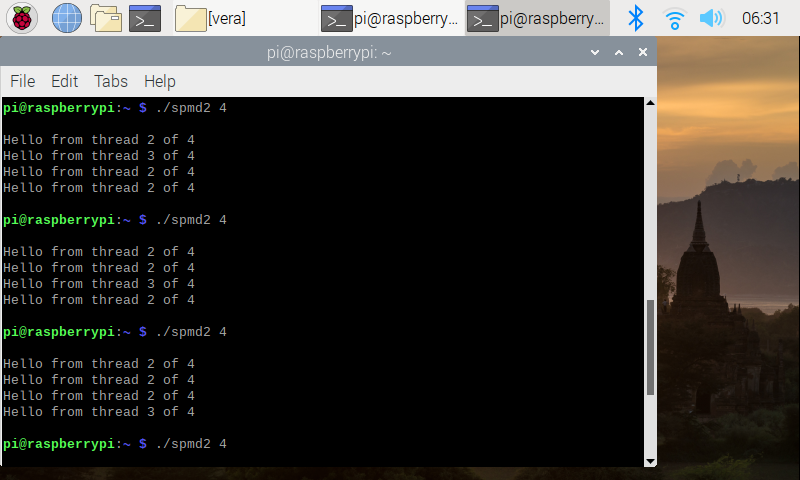 [vera]
pi@raspberry...
pi@raspberry...
06:31
pi@raspberrypi: ~
File Edit Tabs Help
pi@raspberrypi:~ $ ./spmd2 4
Hello from thread 2 of 4
Hello from thread 3 of 4
Hello from thread 2 of 4
Hello from thread 2 of 4
pi@raspberrypi:~ $ ./spmd2 4
Hello from thread 2 of 4
Hello from thread 2 of 4
Hello from thread 3 of 4
Hello from thread 2 of 4
pi@raspberrypi:~ $ ./spmd2 4
Hello from thread 2 of 4
Hello from thread 2 of 4
Hello from thread 2 of 4
Hello from thread 3 of 4
pi@raspberrypi:~ $ ./spmd2 4